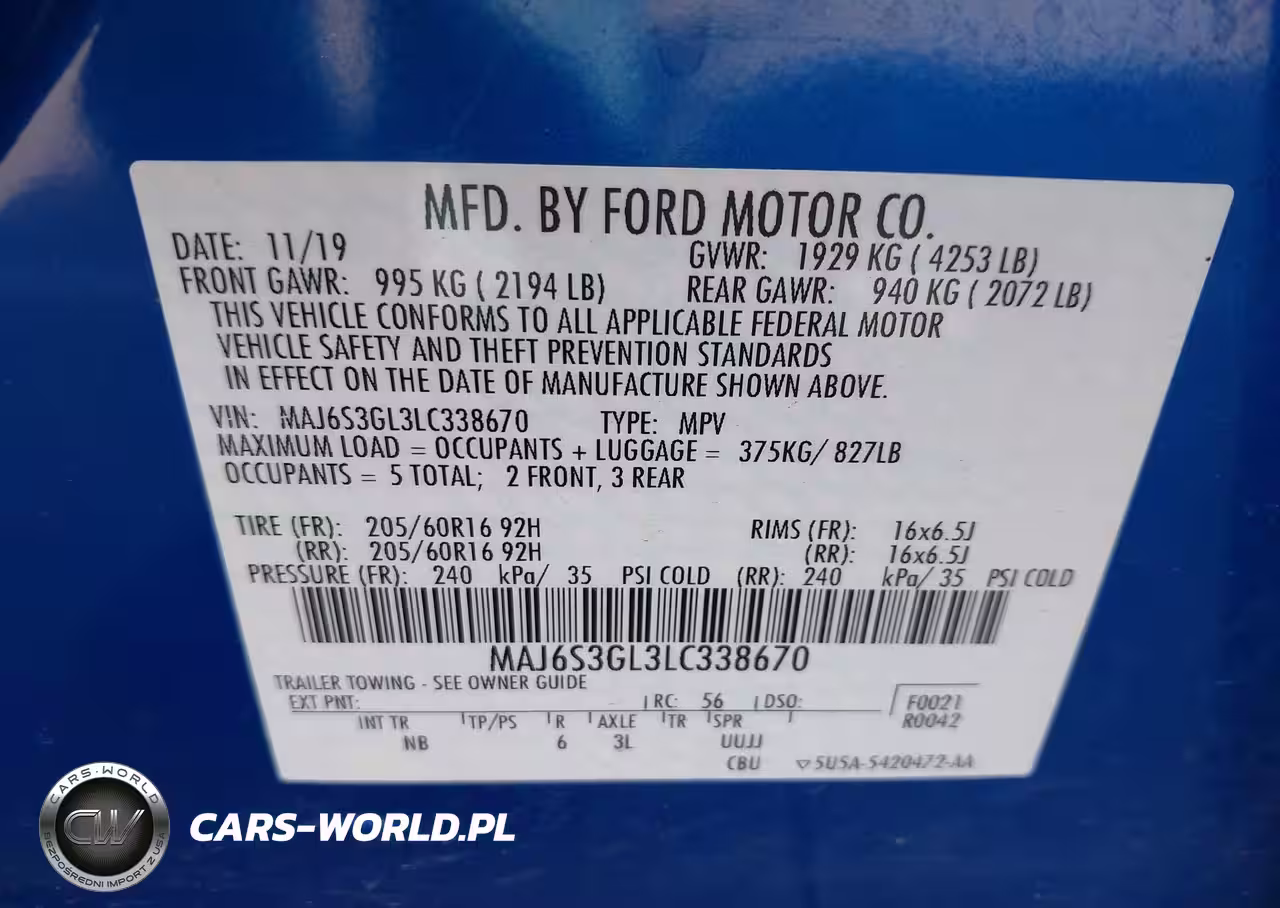 MFD. BY FORD MOTOR CO.
DATE: 11/19 GVWR: 1929 KG ( 4253 LB)
FRONT GAWR: 995 KG ( 2194 LB) REAR GAWR: 940 KG ( 2072 LB)
THIS VEHICLE CONFORMS TO ALL APPLICABLE FEDERAL MOTOR
VEHICLE SAFETY AND THEFT PREVENTION STANDARDS
IN EFFECT ON THE DATE OF MANUFACTURE SHOWN ABOVE.
VIN: MAJ6S3GL3LC338670 TYPE: MPV
MAXIMUM LOAD = OCCUPANTS + LUGGAGE = 375KG/ 827LB
OCCUPANTS = 5 TOTAL; 2 FRONT, 3 REAR
TIRE (FR): 205/60R16 92H RIMS (FR): 16x6.5J
(RR): 205/60R16 92H (RR): 16x6.5J
PRESSURE (FR): 240 kPa/ 35 PSI COLD (RR): 240 kPa/ 35 PSI COLD
MAJ6S3GL3LC338670
TRAILER TOWING - SEE OWNER GUIDE
EXT PNT: RC: 56 DSO: F0021
R0042
INT TR TP/PS R AXLE TR SPR
NB 6 3L UUJJ
CBU 5U5A-5420472-AA
CARS-WORLD
CW
BEZPOŚREDNI IMPORT Z USA
CARS-WORLD.PL